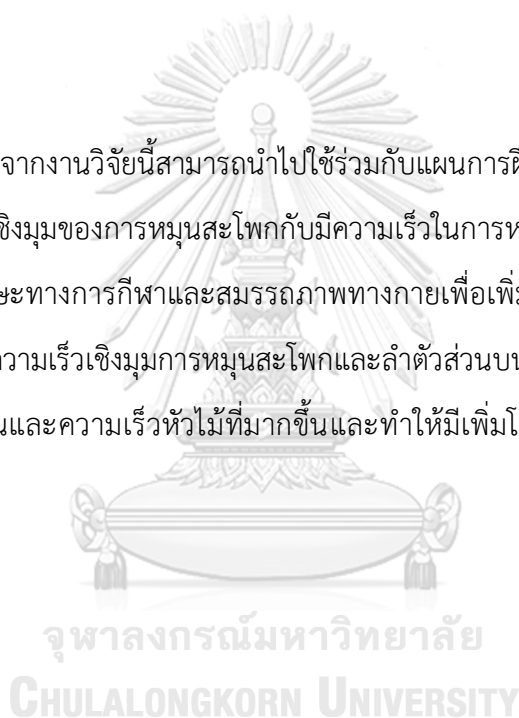 จากงานวิจัยนี้สามารถนำไปใช้ร่วมกับแผนการฝึ
ชิงมุมของการหมุนสะโพกกับมีความเร็วในการห
ษะทางการกีฬาและสมรรถภาพทางกายเพื่อเพิ่ม
วามเร็วเชิงมุมการหมุนสะโพกและลำตัวส่วนบน
นและความเร็วหัวไม้ที่มากขึ้นและทำให้มีเพิ่มโ
จุฬาลงกรณ์มหาวิทยาลัย
CHULALONGKORN UNIVERSITY